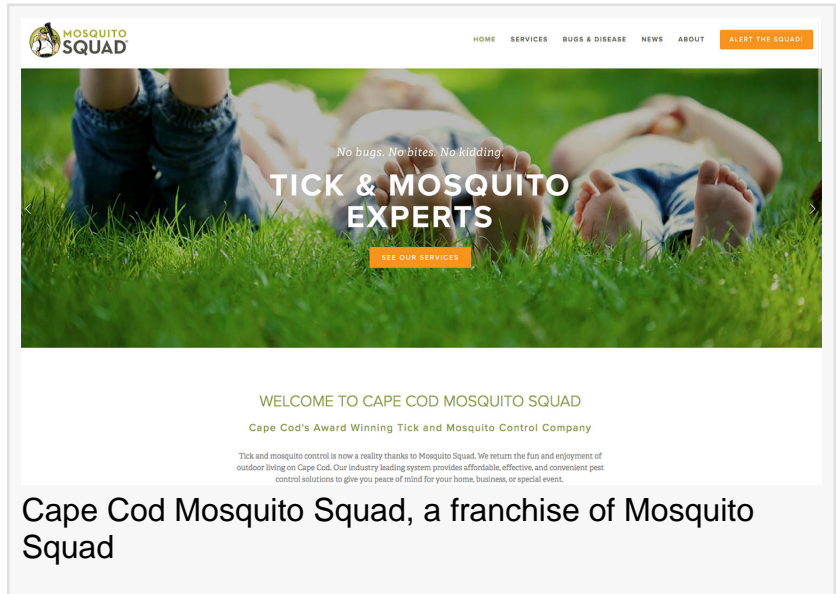 MOSQUITO
SQUAD
HOME SERVICES BUGS & DISEASE NEWS ABOUT ALERT THE SQUAD!
No bugs. No bites. No kidding.
TICK & MOSQUITO
EXPERTS
SEE OUR SERVICES
WELCOME TO CAPE COD MOSQUITO SQUAD
Cape Cod's Award Winning Tick and Mosquito Control Company
Tick and mosquito control is now a reality thanks to Mosquito Squad. We return the fun and enjoyment of
outdoor living on Cape Cod. Our industry leading system provides affordable, effective, and convenient pest
control solutions to give you peace of mind for your home, business, or special event.
Cape Cod Mosquito Squad, a franchise of Mosquito
Squad